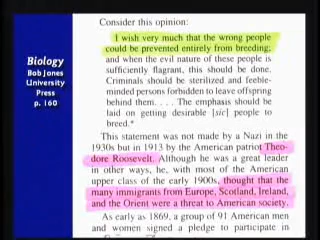 Biology
Bob Jones
University
Press
p. 160
Consider this opinion:
I wish very much that the wrong people
could be prevented entirely from breeding;
and when the evil nature of these people is
sufficiently flagrant, this should be done.
Criminals should be sterilized and feeble-
minded persons forbidden to leave offspring
behind them. . . . The emphasis should be
laid on getting desirable [sic] people to
breed.*
This statement was not made by a Nazi in the
1930s but in 1913 by the American patriot Theo-
dore Roosevelt. Although he was a great leader
in other ways, he, with most of the American
upper class of the early 1900s, thought that the
many immigrants from Europe, Scotland, Ireland,
and the Orient were a threat to American society.
As early as 1869, a group of 91 American men
and women signed a pledge to participate in